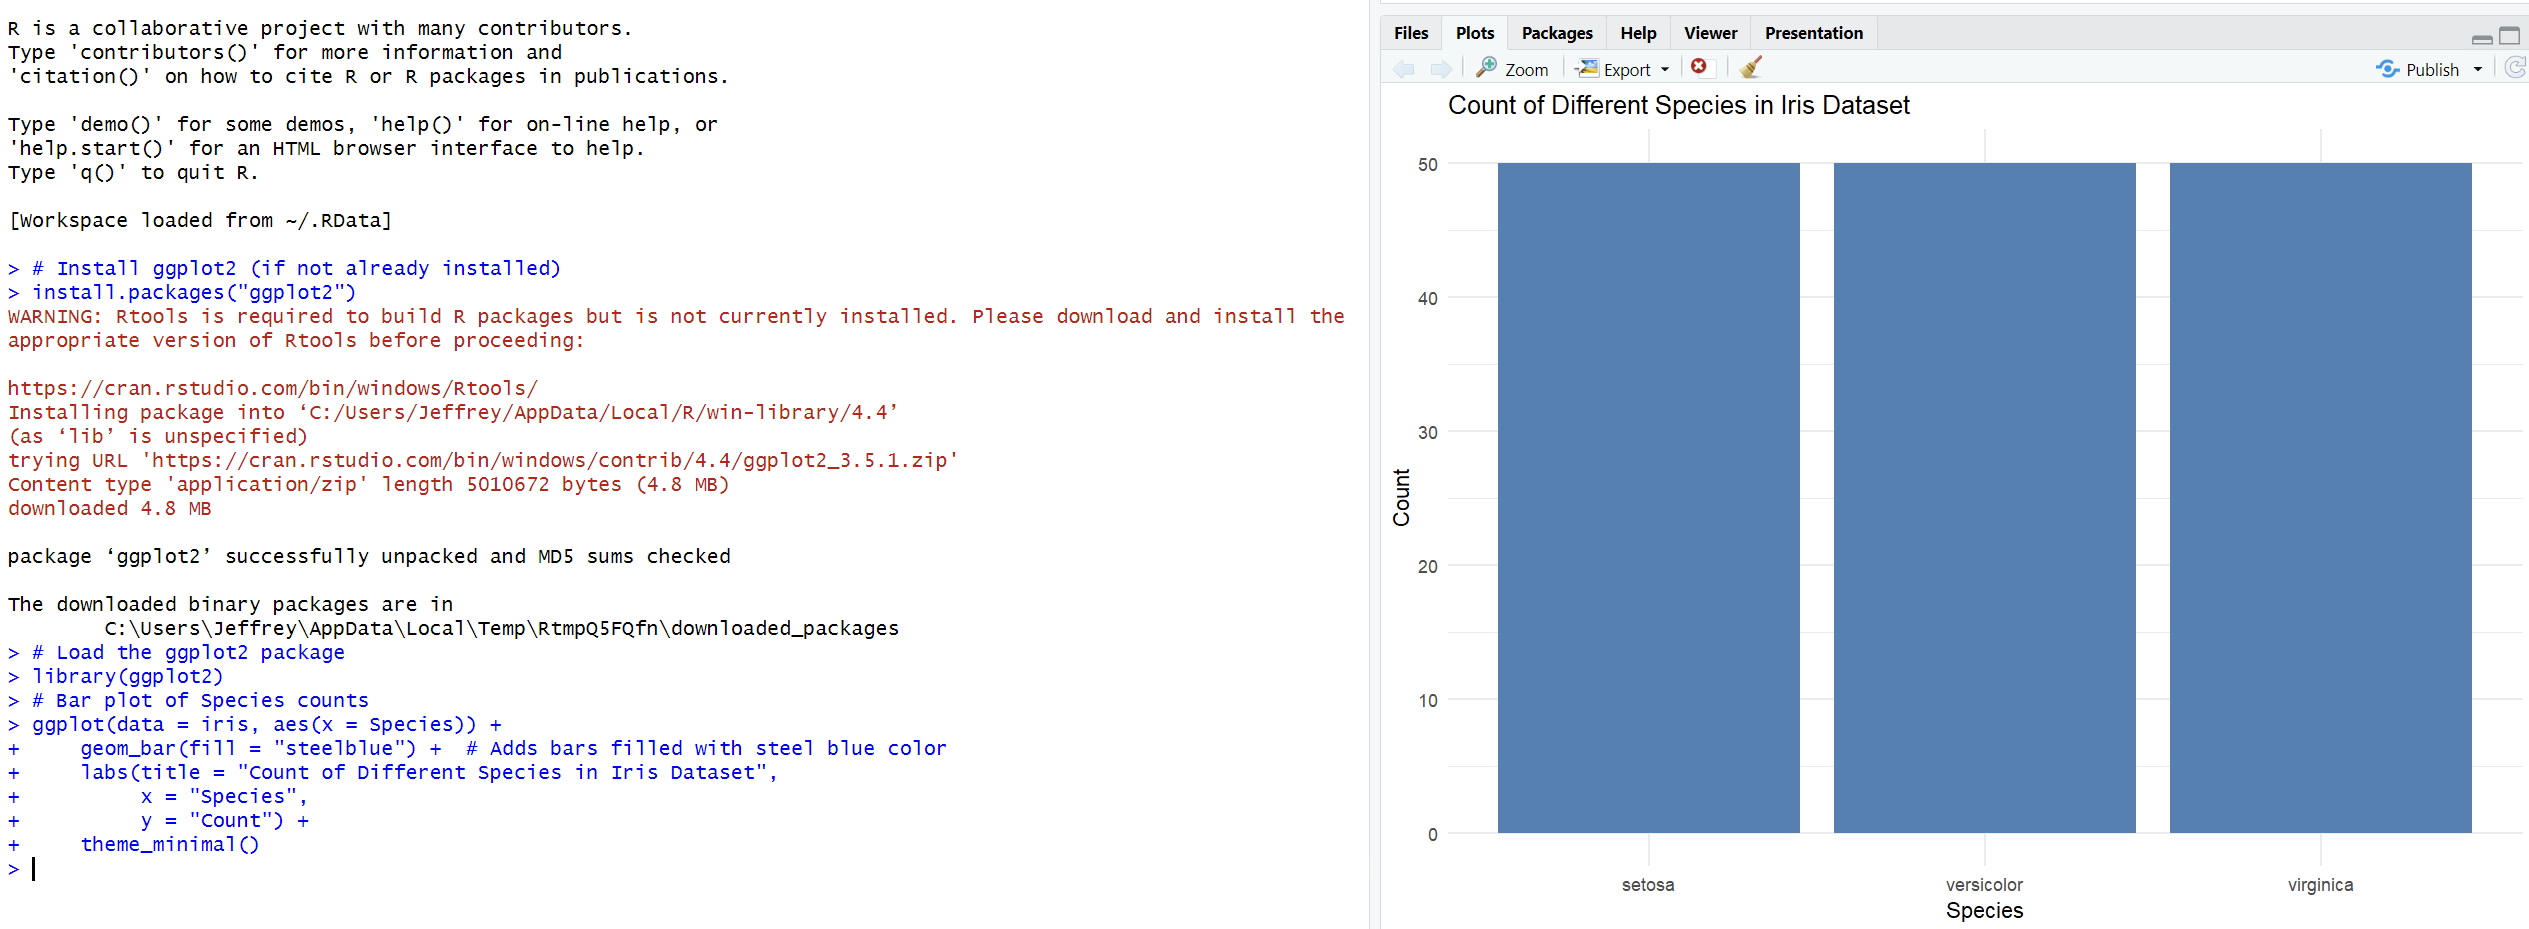 R is a collaborative project with many contributors.
Type 'contributors()' for more information and
'citation()' on how to cite R or R packages in publications.
Type 'demo()' for some demos, 'help()' for on-line help, or
'help.start()' for an HTML browser interface to help.
Type 'q()' to quit R.
[Workspace loaded from ~/.RData]
> # Install ggplot2 (if not already installed)
> install.packages("ggplot2")
WARNING: Rtools is required to build R packages but is not currently installed. Please download and install the
appropriate version of Rtools before proceeding:
https://cran.rstudio.com/bin/windows/Rtools/
Installing package into ‘C:/Users/Jeffrey/AppData/Local/R/win-library/4.4’
(as ‘lib’ is unspecified)
trying URL 'https://cran.rstudio.com/bin/windows/contrib/4.4/ggplot2_3.5.1.zip'
Content type 'application/zip' length 5010672 bytes (4.8 MB)
downloaded 4.8 MB
package ‘ggplot2’ successfully unpacked and MD5 sums checked
The downloaded binary packages are in
        C:\Users\Jeffrey\AppData\Local\Temp\RtmpQ5FQfn\downloaded_packages
> # Load the ggplot2 package
> library(ggplot2)
> # Bar plot of Species counts
> ggplot(data = iris, aes(x = Species)) +
+     geom_bar(fill = "steelblue") +  # Adds bars filled with steel blue color
+     labs(title = "Count of Different Species in Iris Dataset",
+          x = "Species",
+          y = "Count") +
+     theme_minimal()
>
Files Plots Packages Help Viewer Presentation
Zoom Export Publish
Count of Different Species in Iris Dataset
50
40
30
20
10
0
Count
setosa versicolor virginica
Species